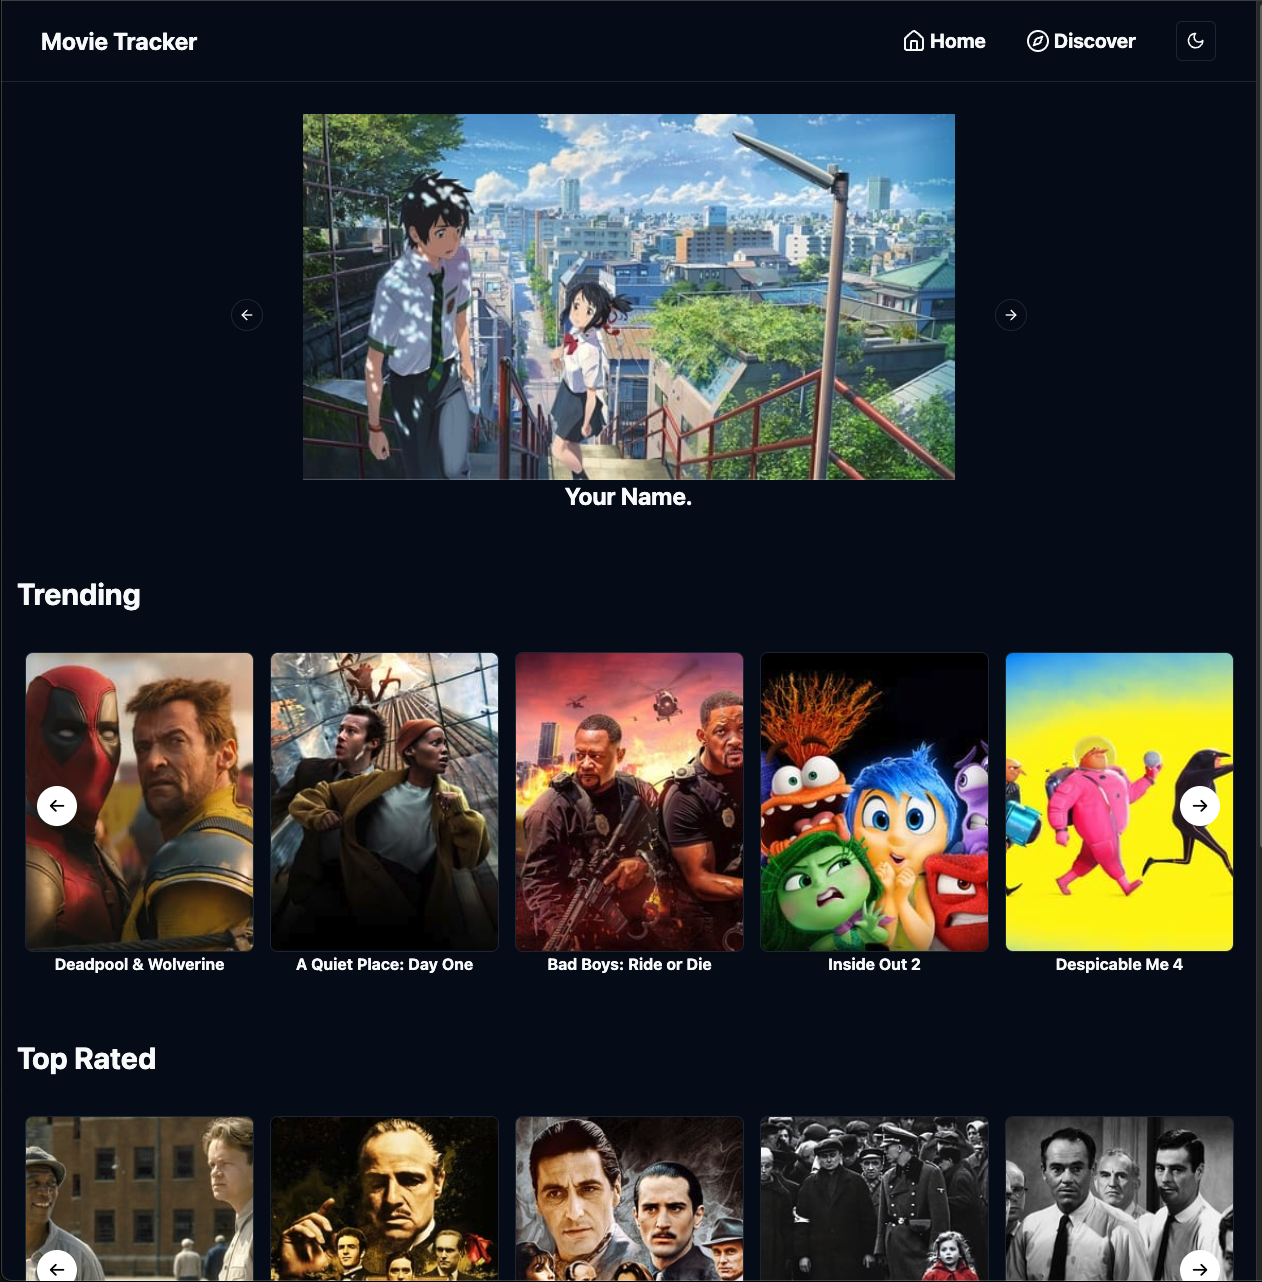 Movie Tracker
Home
Discover
Your Name.
Trending
Deadpool & Wolverine
A Quiet Place: Day One
Bad Boys: Ride or Die
Inside Out 2
Despicable Me 4
Top Rated